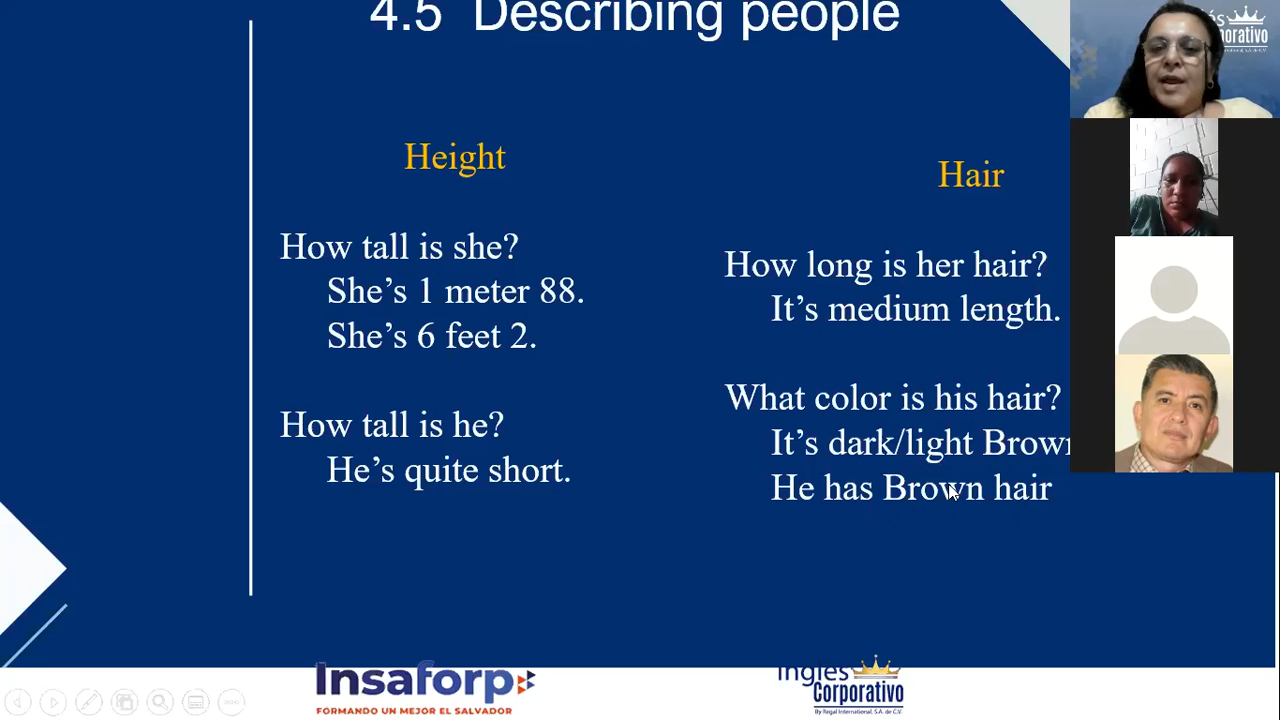 4.5 Describing people
Height
How tall is she?
She's 1 meter 88.
She's 6 feet 2.
How tall is he?
He's quite short.
Hair
How long is her hair?
It's medium length.
What color is his hair?
It's dark/light Brown
He has Brown hair
Insaforp
FORMANDO UN MEJOR EL SALVADOR
Inglés
Corporativo
By Regal International, S.A. de C.V.